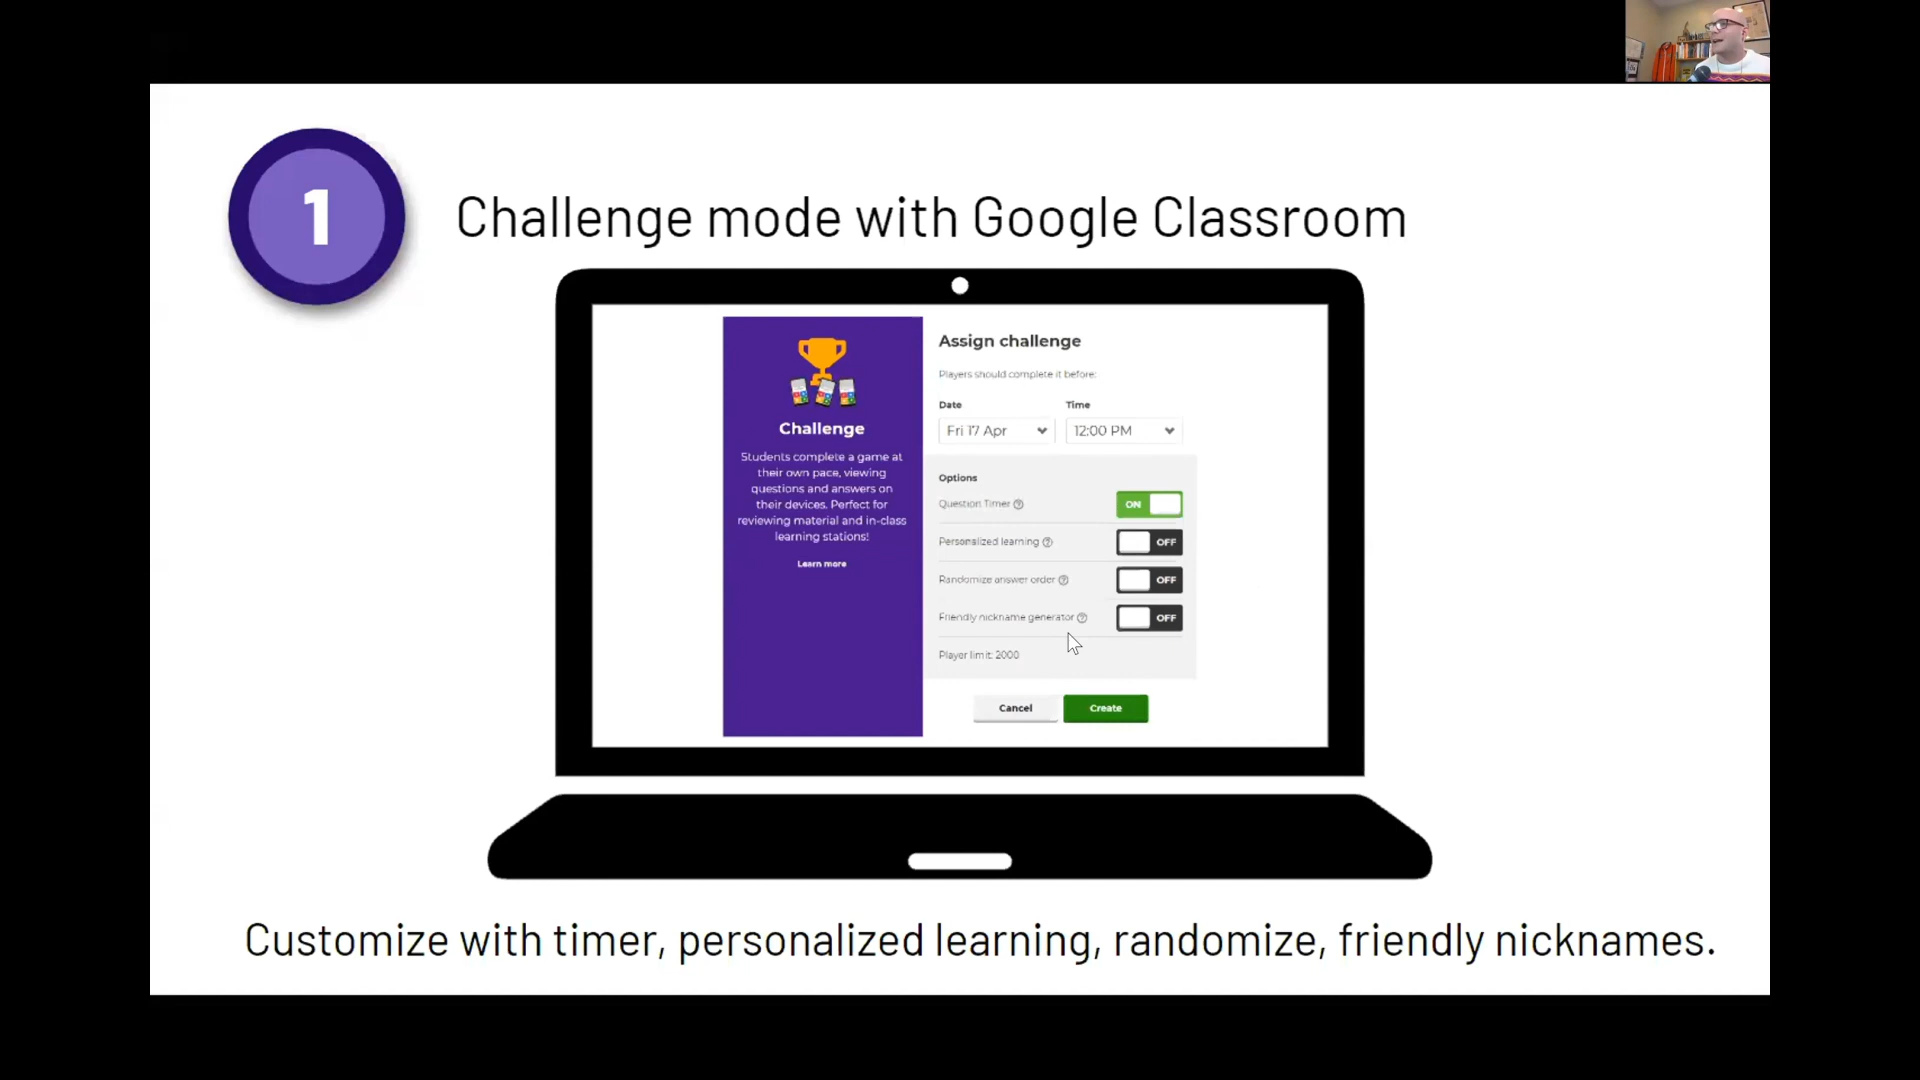 1
Challenge mode with Google Classroom
Challenge
Students complete a game at
their own pace, viewing
questions and answers on
their devices. Perfect for
reviewing material and in-class
learning stations!
Learn more
Assign challenge
Players should complete it before:
Date Time
Fri 17 Apr 12:00 PM
Options
Question Timer ON
Personalized learning OFF
Randomize answer order OFF
Friendly nickname generator OFF
Player limit: 2000
Cancel Create
Customize with timer, personalized learning, randomize, friendly nicknames.